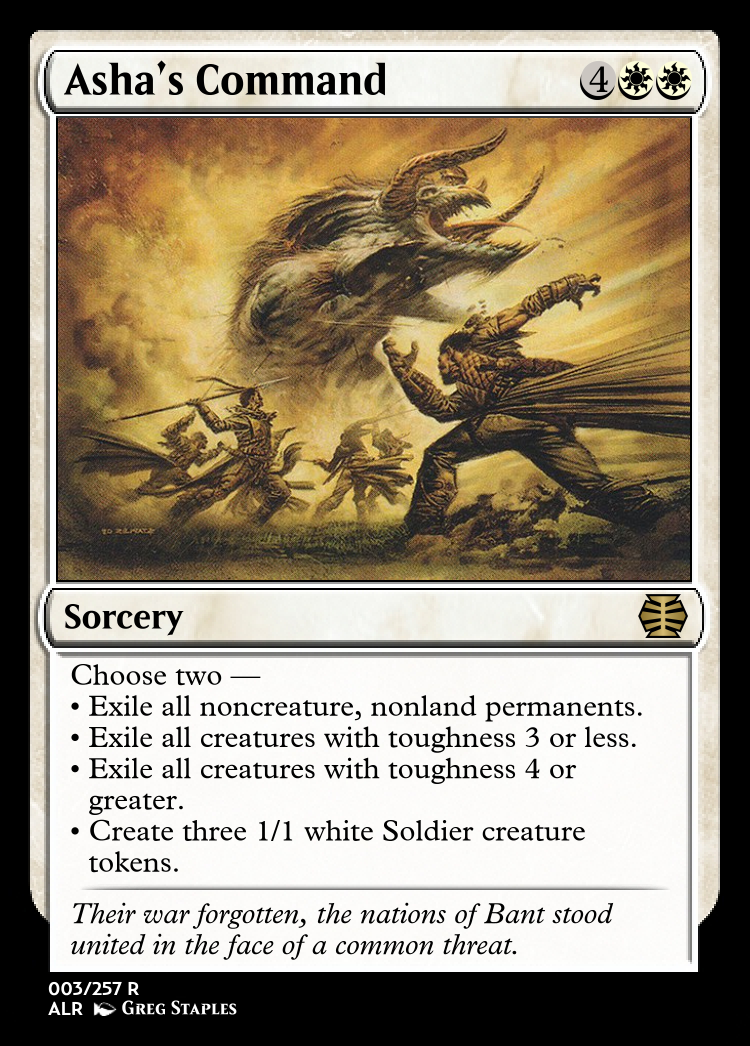 Asha's Command
4
Sorcery
Choose two —
• Exile all noncreature, nonland permanents.
• Exile all creatures with toughness 3 or less.
• Exile all creatures with toughness 4 or
greater.
• Create three 1/1 white Soldier creature
tokens.
Their war forgotten, the nations of Bant stood
united in the face of a common threat.
003/257 R
ALR Greg Staples